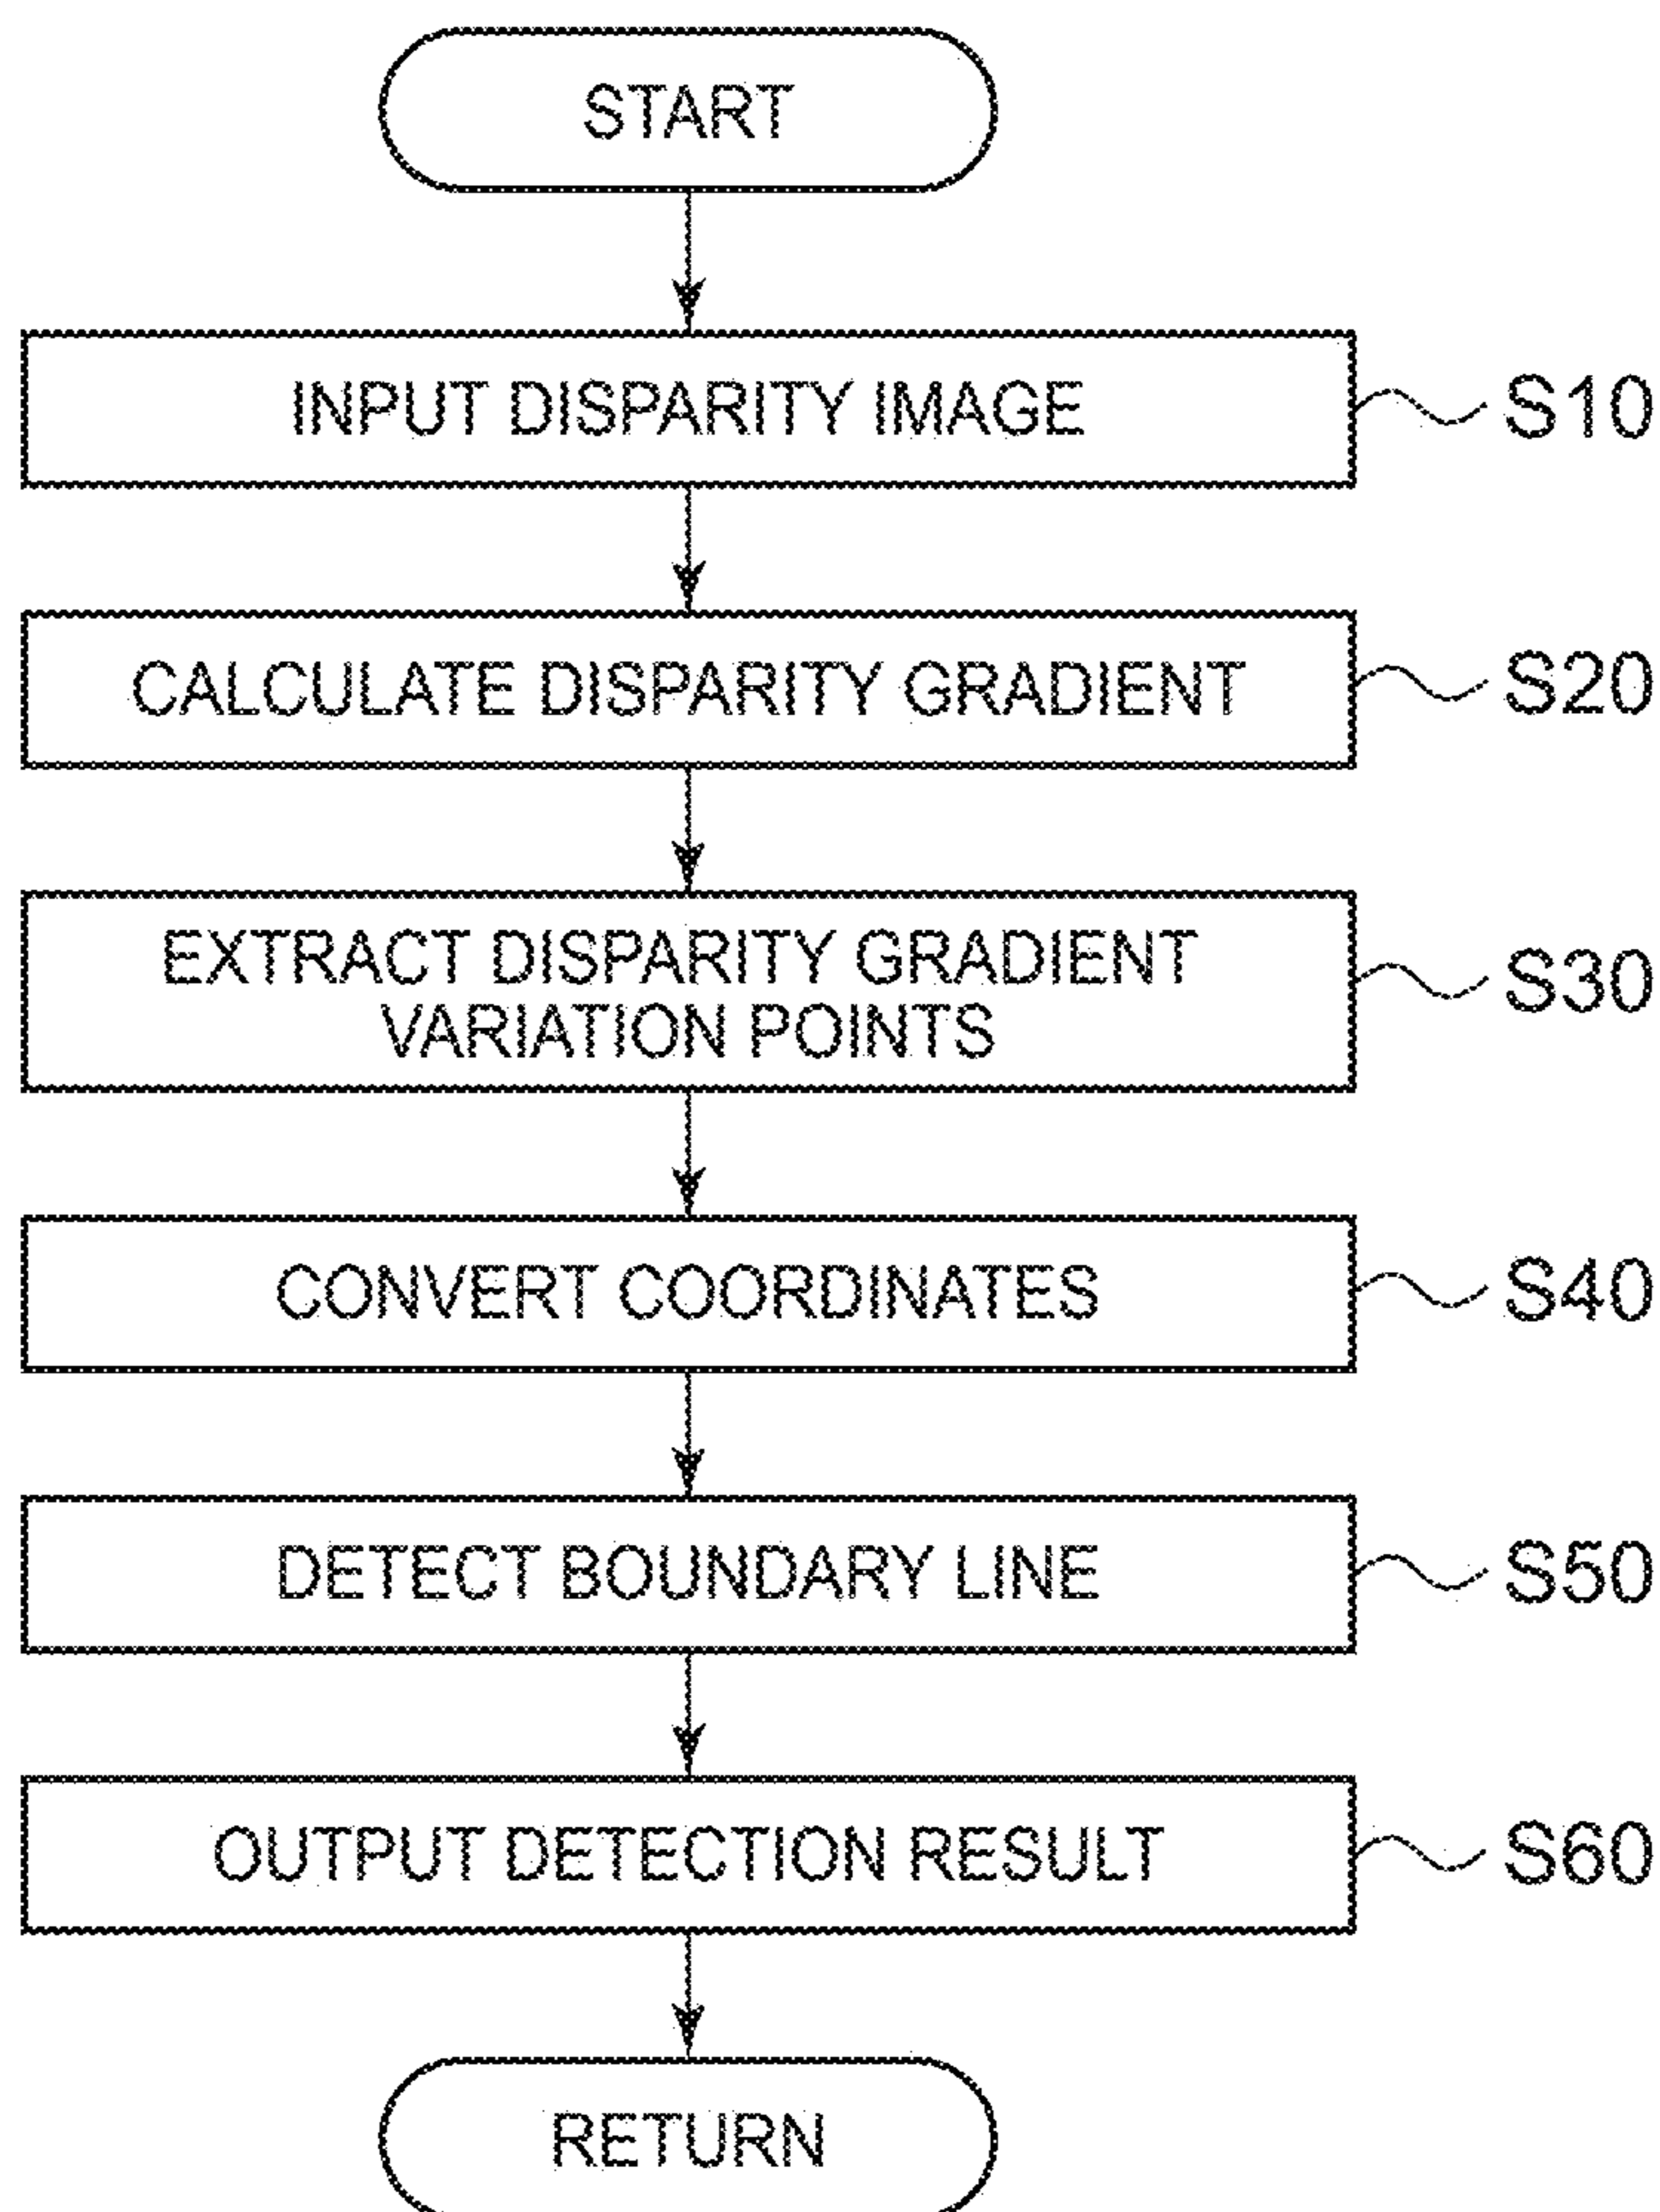 START
INPUT DISPARITY IMAGE
S10
CALCULATE DISPARITY GRADIENT
S20
EXTRACT DISPARITY GRADIENT
VARIATION POINTS
S30
CONVERT COORDINATES
S40
DETECT BOUNDARY LINE
S50
OUTPUT DETECTION RESULT
S60
RETURN